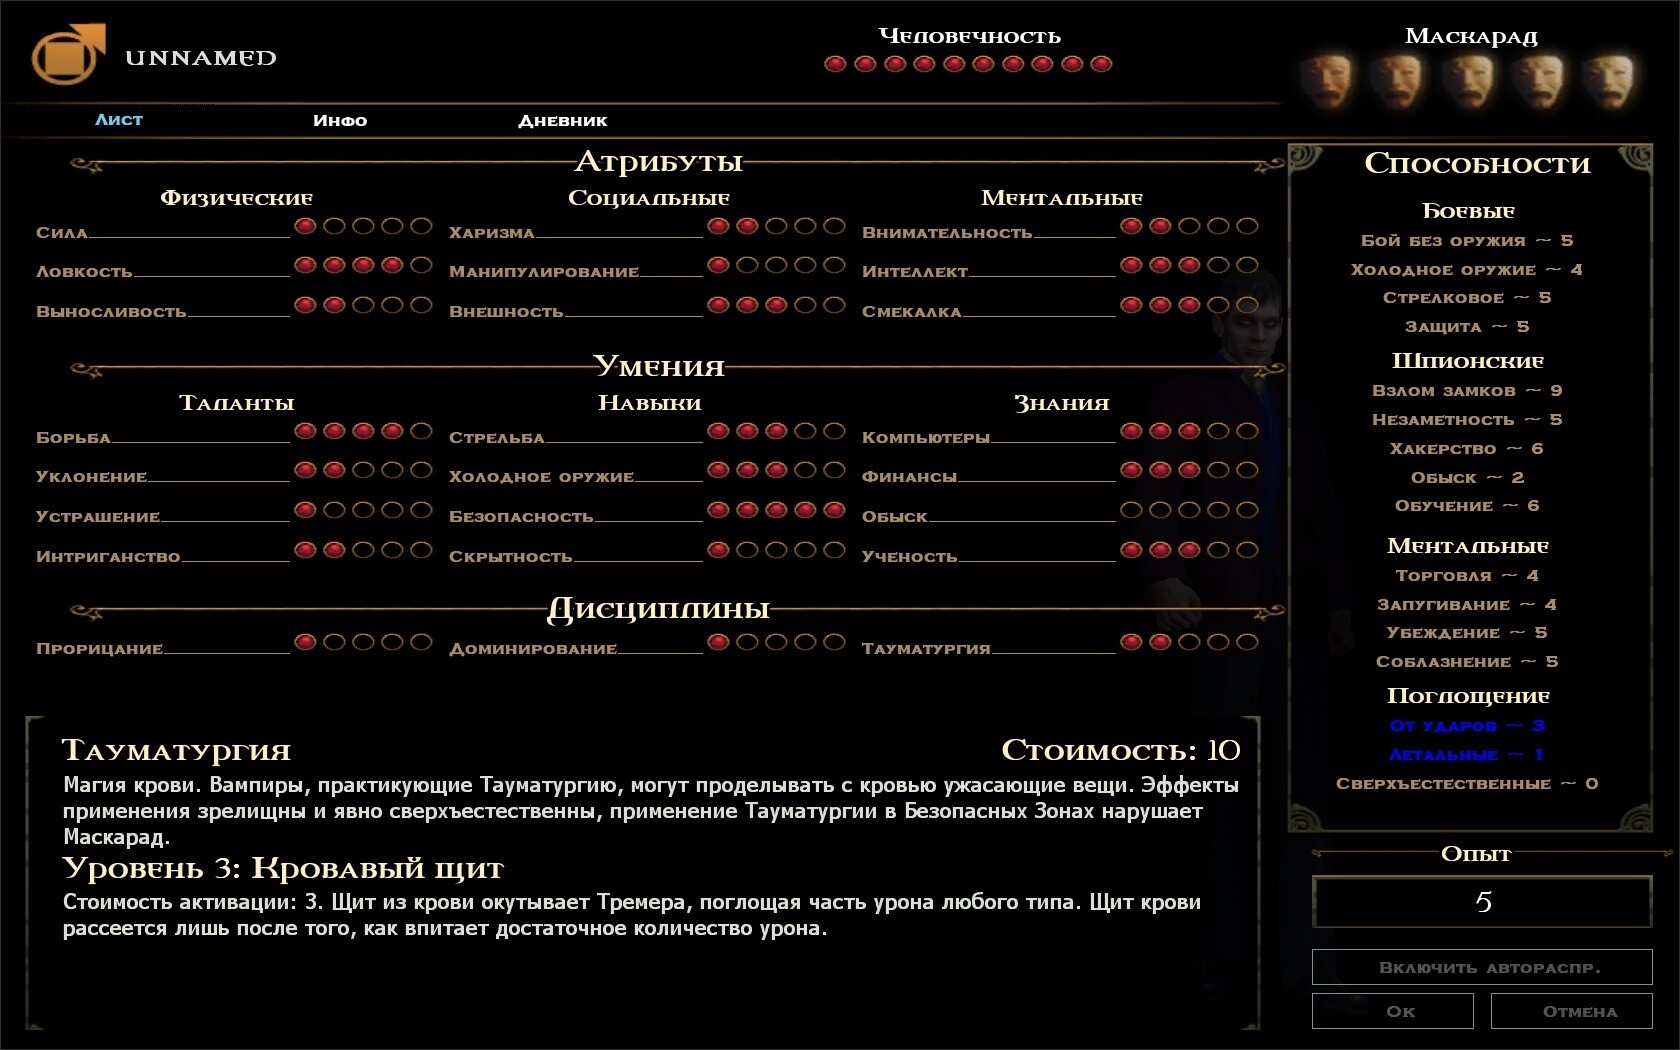 UNNAMED
Человечность
Маскарад
Лист Инфо Дневник
Атрибуты
Физические Социальные Ментальные
Сила Харизма Внимательность
Ловкость Манипулирование Интеллект
Выносливость Внешность Смекалка
Умения
Таланты Навыки Знания
Борьба Стрельба Компьютеры
Уклонение Холодное оружие Финансы
Устрашение Безопасность Обыск
Интриганство Скрытность Ученость
Дисциплины
Прорицание Доминирование Тауматургия
Тауматургия Стоимость: 10
Магия крови. Вампиры, практикующие Тауматургию, могут проделывать с кровью ужасающие вещи. Эффекты
применения зрелищны и явно сверхъестественны, применение Тауматургии в Безопасных Зонах нарушает
Маскарад.
Уровень 3: Кровавый щит
Стоимость активации: 3. Щит из крови окутывает Тремера, поглощая часть урона любого типа. Щит крови
рассеется лишь после того, как впитает достаточное количество урона.
Способности
Боевые
Бой без оружия ~ 5
Холодное оружие ~ 4
Стрелковое ~ 5
Защита ~ 5
Шпионские
Взлом замков ~ 9
Незаметность ~ 5
Хакерство ~ 6
Обыск ~ 2
Обучение ~ 6
Ментальные
Торговля ~ 4
Запугивание ~ 4
Убеждение ~ 5
Соблазнение ~ 5
Поглощение
От ударов ~ 3
Летальные ~ 1
Сверхъестественные ~ 0
Опыт
5
Включить автораспр.
Ок Отмена